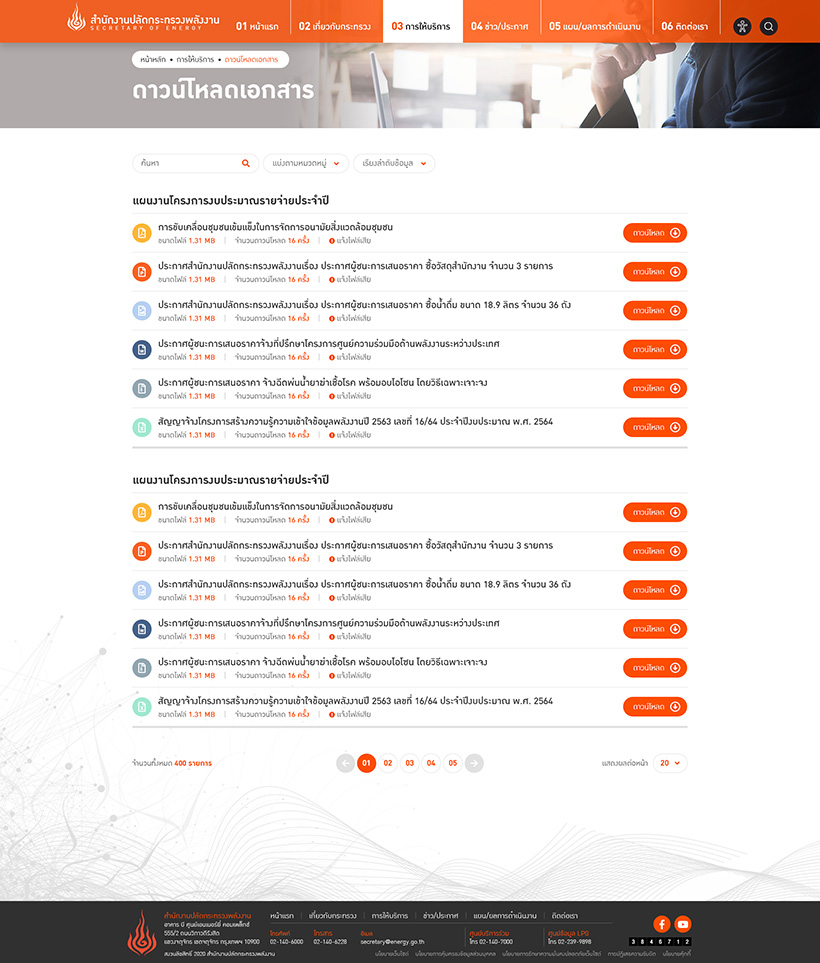 สำนักงานปลัดกระทรวงพลังงาน
SECRETARY OF ENERGY
01 หน้าแรก
02 เกี่ยวกับกระทรวง
03 การให้บริการ
04 ข่าว/ประกาศ
05 แผน/ผลการดำเนินงาน
06 ติดต่อเรา
หน้าหลัก • การให้บริการ • ดาวน์โหลดเอกสาร
ดาวน์โหลดเอกสาร
ค้นหา
แบ่งตามหมวดหมู่
เรียงลำดับข้อมูล
แผนงานโครงการงบประมาณรายจ่ายประจำปี
การขับเคลื่อนชุมชนเข้มแข็งในการจัดการอนามัยสิ่งแวดล้อมชุมชน
ขนาดไฟล์ 1.31 MB | จำนวนดาวน์โหลด 16 ครั้ง | แจ้งไฟล์เสีย
ดาวน์โหลด
ประกาศสำนักงานปลัดกระทรวงพลังงานเรื่อง ประกาศผู้ชนะการเสนอราคา ซื้อวัสดุสำนักงาน จำนวน 3 รายการ
ขนาดไฟล์ 1.31 MB | จำนวนดาวน์โหลด 16 ครั้ง | แจ้งไฟล์เสีย
ดาวน์โหลด
ประกาศสำนักงานปลัดกระทรวงพลังงานเรื่อง ประกาศผู้ชนะการเสนอราคา ซื้อน้ำดื่ม ขนาด 18.9 ลิตร จำนวน 36 ถัง
ขนาดไฟล์ 1.31 MB | จำนวนดาวน์โหลด 16 ครั้ง | แจ้งไฟล์เสีย
ดาวน์โหลด
ประกาศผู้ชนะการเสนอราคาจ้างที่ปรึกษาโครงการศูนย์ความร่วมมือด้านพลังงานระหว่างประเทศ
ขนาดไฟล์ 1.31 MB | จำนวนดาวน์โหลด 16 ครั้ง | แจ้งไฟล์เสีย
ดาวน์โหลด
ประกาศผู้ชนะการเสนอราคา จ้างฉีดพ่นน้ำยาฆ่าเชื้อโรค พร้อมอบโอโซน โดยวิธีเฉพาะเจาะจง
ขนาดไฟล์ 1.31 MB | จำนวนดาวน์โหลด 16 ครั้ง | แจ้งไฟล์เสีย
ดาวน์โหลด
สัญญาจ้างโครงการสร้างความรู้ความเข้าใจข้อมูลพลังงานปี 2563 เลขที่ 16/64 ประจำปีงบประมาณ พ.ศ. 2564
ขนาดไฟล์ 1.31 MB | จำนวนดาวน์โหลด 16 ครั้ง | แจ้งไฟล์เสีย
ดาวน์โหลด
แผนงานโครงการงบประมาณรายจ่ายประจำปี
การขับเคลื่อนชุมชนเข้มแข็งในการจัดการอนามัยสิ่งแวดล้อมชุมชน
ขนาดไฟล์ 1.31 MB | จำนวนดาวน์โหลด 16 ครั้ง | แจ้งไฟล์เสีย
ดาวน์โหลด
ประกาศสำนักงานปลัดกระทรวงพลังงานเรื่อง ประกาศผู้ชนะการเสนอราคา ซื้อวัสดุสำนักงาน จำนวน 3 รายการ
ขนาดไฟล์ 1.31 MB | จำนวนดาวน์โหลด 16 ครั้ง | แจ้งไฟล์เสีย
ดาวน์โหลด
ประกาศสำนักงานปลัดกระทรวงพลังงานเรื่อง ประกาศผู้ชนะการเสนอราคา ซื้อน้ำดื่ม ขนาด 18.9 ลิตร จำนวน 36 ถัง
ขนาดไฟล์ 1.31 MB | จำนวนดาวน์โหลด 16 ครั้ง | แจ้งไฟล์เสีย
ดาวน์โหลด
ประกาศผู้ชนะการเสนอราคาจ้างที่ปรึกษาโครงการศูนย์ความร่วมมือด้านพลังงานระหว่างประเทศ
ขนาดไฟล์ 1.31 MB | จำนวนดาวน์โหลด 16 ครั้ง | แจ้งไฟล์เสีย
ดาวน์โหลด
ประกาศผู้ชนะการเสนอราคา จ้างฉีดพ่นน้ำยาฆ่าเชื้อโรค พร้อมอบโอโซน โดยวิธีเฉพาะเจาะจง
ขนาดไฟล์ 1.31 MB | จำนวนดาวน์โหลด 16 ครั้ง | แจ้งไฟล์เสีย
ดาวน์โหลด
สัญญาจ้างโครงการสร้างความรู้ความเข้าใจข้อมูลพลังงานปี 2563 เลขที่ 16/64 ประจำปีงบประมาณ พ.ศ. 2564
ขนาดไฟล์ 1.31 MB | จำนวนดาวน์โหลด 16 ครั้ง | แจ้งไฟล์เสีย
ดาวน์โหลด
จำนวนทั้งหมด 400 รายการ
01 02 03 04 05
แสดงผลต่อหน้า 20
สำนักงานปลัดกระทรวงพลังงาน
อาคาร บี ศูนย์เอนเนอร์ยี่ คอมเพล็กซ์
555/2 ถนนวิภาวดีรังสิต
แขวงจตุจักร เขตจตุจักร กรุงเทพฯ 10900
สงวนลิขสิทธิ์ 2020 สำนักงานปลัดกระทรวงพลังงาน
หน้าแรก | เกี่ยวกับกระทรวง | การให้บริการ | ข่าว/ประกาศ | แผน/ผลการดำเนินงาน | ติดต่อเรา
โทรศัพท์
02-140-6000
โทรสาร
02-140-6228
อีเมล
secretary@energy.go.th
ศูนย์บริการร่วม
โทร 02-140-7000
ศูนย์ข้อมูล LPG
โทร 02-239-9898
3846712
นโยบายเว็บไซต์ นโยบายการคุ้มครองข้อมูลส่วนบุคคล นโยบายการรักษาความมั่นคงปลอดภัยเว็บไซต์ การปฏิเสธความรับผิด นโยบายคุกกี้